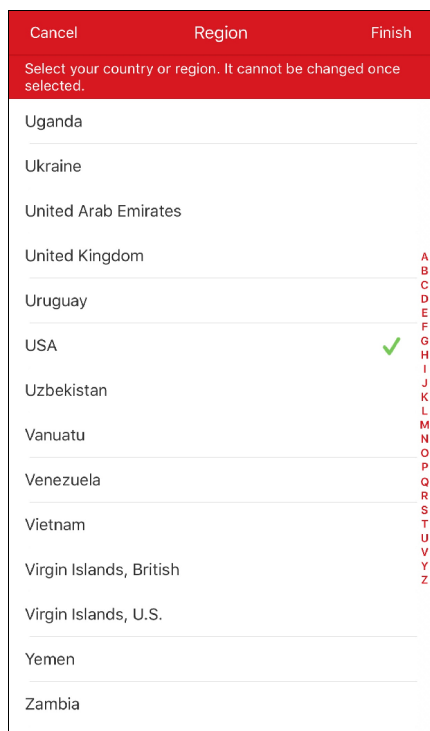 Cancel Region Finish
Select your country or region. It cannot be changed once
selected.
Uganda
Ukraine
United Arab Emirates
United Kingdom
Uruguay
USA
Uzbekistan
Vanuatu
Venezuela
Vietnam
Virgin Islands, British
Virgin Islands, U.S.
Yemen
Zambia
A
B
C
D
E
F
G
H
I
J
K
L
M
N
O
P
Q
R
S
T
U
V
Y
Z